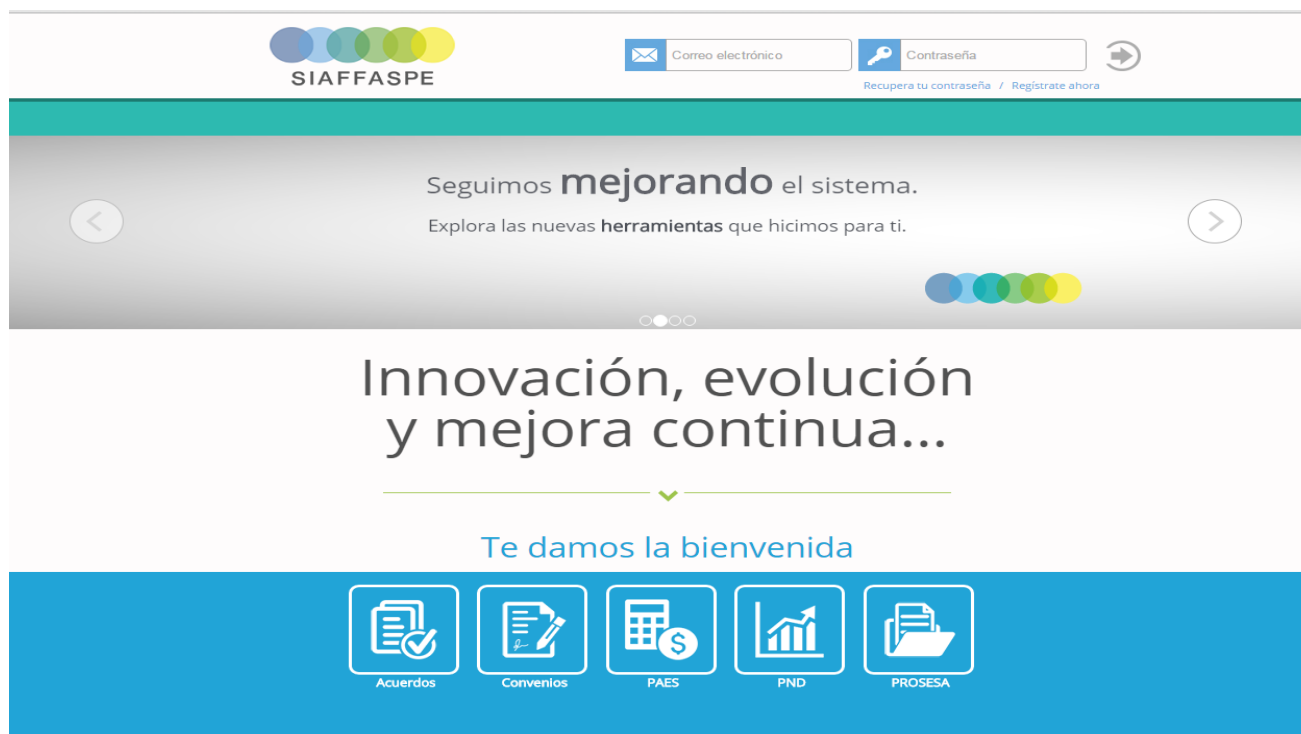 SIAFFASPE
Correo electrónico
Contraseña
Recupera tu contraseña / Regístrate ahora
Seguimos mejorando el sistema.
Explora las nuevas herramientas que hicimos para ti.
Innovación, evolución
y mejora continua...
Te damos la bienvenida
Acuerdos
Convenios
PAES
PND
PROSESA